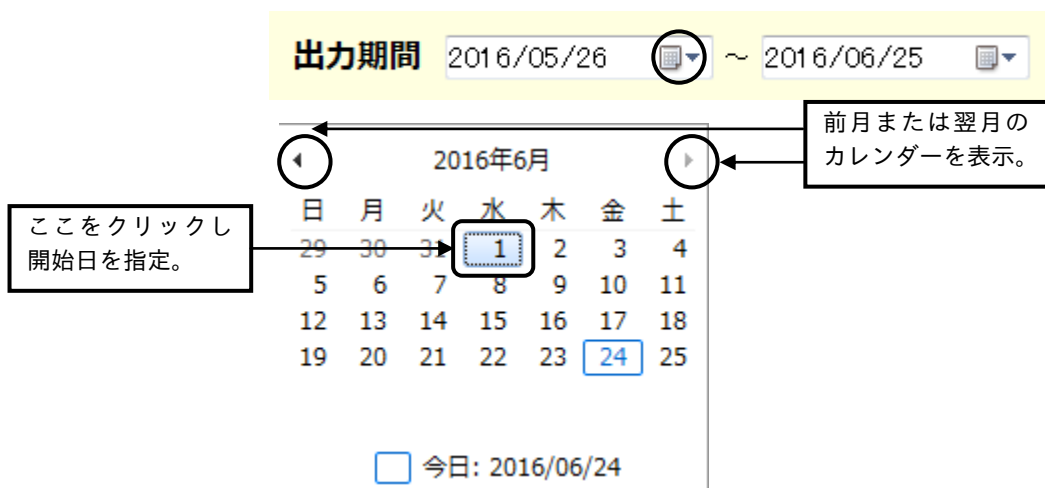 出力期間 2016/05/26 ～ 2016/06/25
前月または翌月の
カレンダーを表示。
2016年6月
日 月 火 水 木 金 土
ここをクリックし
開始日を指定。
29 30 31 1 2 3 4
5 6 7 8 9 10 11
12 13 14 15 16 17 18
19 20 21 22 23 24 25
今日: 2016/06/24